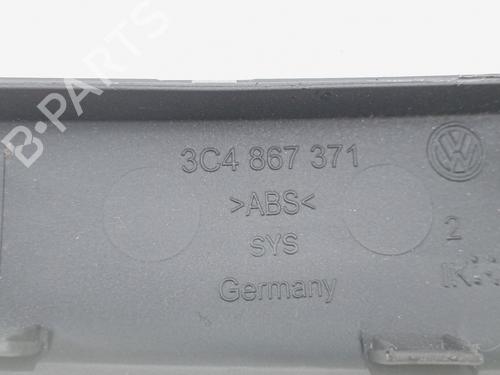 B-PARTS
3C4 867 371
>ABS<
SYS
Germany
2